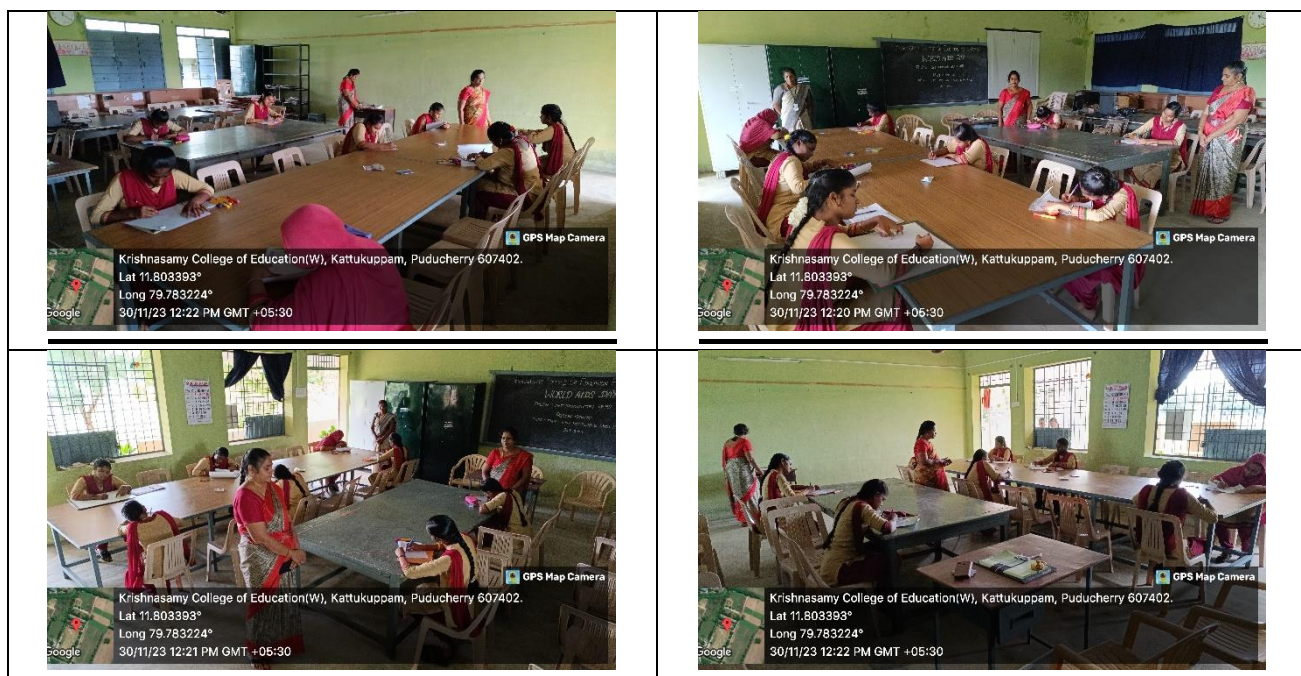 GPS Map Camera
Krishnasamy College of Education(W), Kattukuppam, Puducherry 607402.
Lat 11.803393°
Long 79.783224°
30/11/23 12:22 PM GMT +05:30
Google
WORLD AIDS DAY
GPS Map Camera
Krishnasamy College of Education(W), Kattukuppam, Puducherry 607402.
Lat 11.803393°
Long 79.783224°
30/11/23 12:20 PM GMT +05:30
Google
WORLD AIDS DAY
GPS Map Camera
Krishnasamy College of Education(W), Kattukuppam, Puducherry 607402.
Lat 11.803393°
Long 79.783224°
30/11/23 12:21 PM GMT +05:30
Google
GPS Map Camera
Krishnasamy College of Education(W), Kattukuppam, Puducherry 607402.
Lat 11.803393°
Long 79.783224°
30/11/23 12:22 PM GMT +05:30
Google